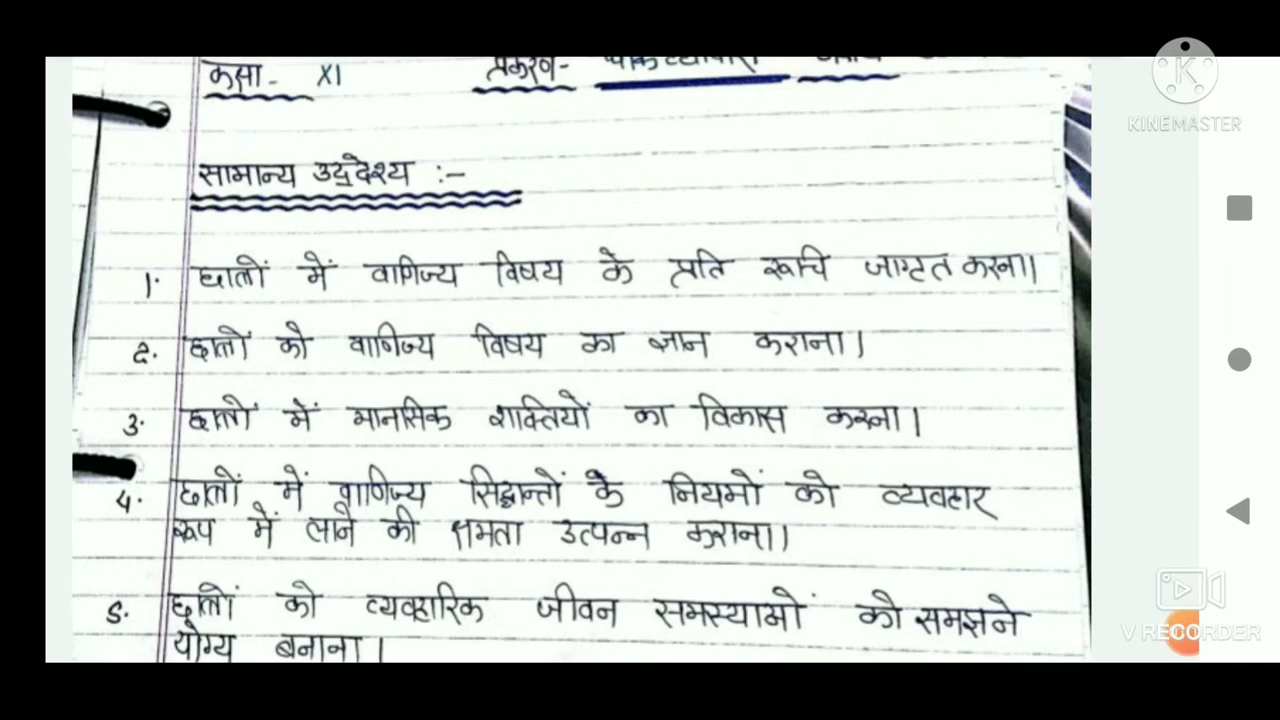 कक्षा - XI प्रकरण-
KINEMASTER
सामान्य उद्देश्य :-
1. छात्रों में वाणिज्य विषय के प्रति रूचि जागृत करना।
2. छात्रों को वाणिज्य विषय का ज्ञान कराना।
3. छात्रों में मानसिक शक्तियों का विकास करना।
4. छात्रों में वाणिज्य सिद्धान्तों के नियमों को व्यवहार
रूप में लाने की क्षमता उत्पन्न कराना।
5. छात्रों को व्यवहारिक जीवन समस्याओं को समझने
योग्य बनाना।
V RECORDER